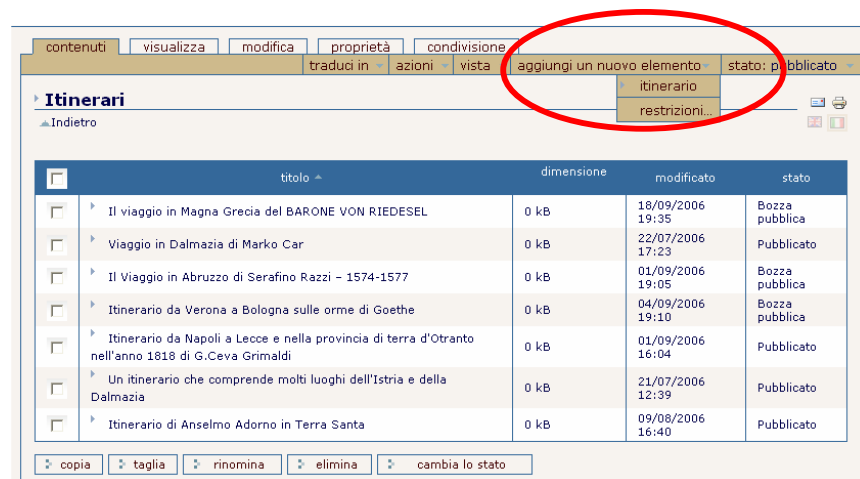 contenuti visualizza modifica proprietà condivisione
traduci in azioni vista aggiungi un nuovo elemento stato: pubblicato
itinerario
restrizioni...
Itinerari
Indietro
titolo dimensione modificato stato
Il viaggio in Magna Grecia del BARONE VON RIEDESEL 0 kB 18/09/2006 19:35 Bozza pubblica
Viaggio in Dalmazia di Marko Car 0 kB 22/07/2006 17:23 Pubblicato
Il Viaggio in Abruzzo di Serafino Razzi – 1574-1577 0 kB 01/09/2006 19:05 Bozza pubblica
Itinerario da Verona a Bologna sulle orme di Goethe 0 kB 04/09/2006 19:10 Bozza pubblica
Itinerario da Napoli a Lecce e nella provincia di terra d'Otranto
nell'anno 1818 di G.Ceva Grimaldi 0 kB 01/09/2006 16:04 Pubblicato
Un itinerario che comprende molti luoghi dell'Istria e della
Dalmazia 0 kB 21/07/2006 12:39 Pubblicato
Itinerario di Anselmo Adorno in Terra Santa 0 kB 09/08/2006 16:40 Pubblicato
copia taglia rinomina elimina cambia lo stato